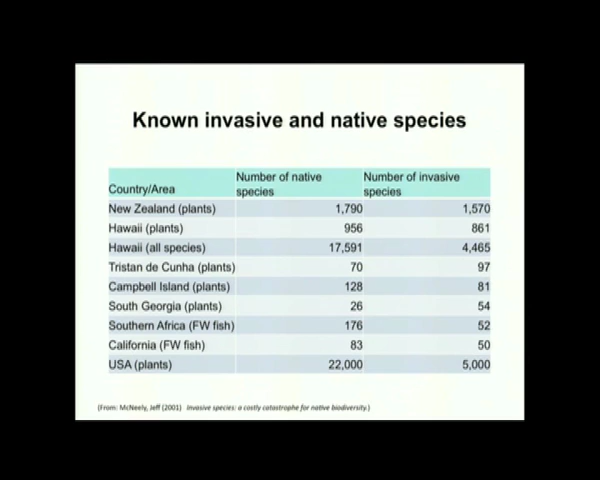 Known invasive and native species
Country/Area Number of native species Number of invasive species
New Zealand (plants) 1,790 1,570
Hawaii (plants) 956 861
Hawaii (all species) 17,591 4,465
Tristan de Cunha (plants) 70 97
Campbell Island (plants) 128 81
South Georgia (plants) 26 54
Southern Africa (FW fish) 176 52
California (FW fish) 83 50
USA (plants) 22,000 5,000
(From: McNeely, Jeff (2001) Invasive species: a costly catastrophe for native biodiversity.)